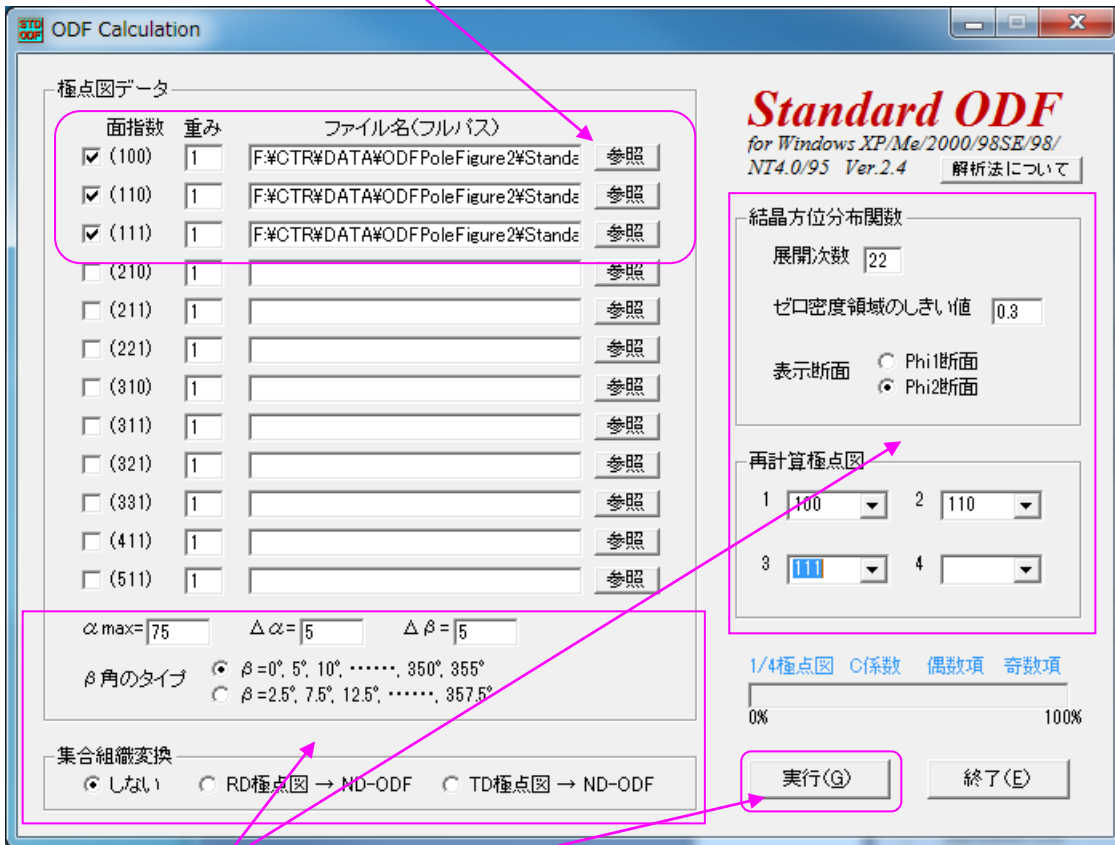 ODF Calculation
極点図データ
面指数 重み ファイル名(フルパス)
(100) 1 F:¥CTR¥DATA¥ODFPoleFigure2¥Standa 参照
(110) 1 F:¥CTR¥DATA¥ODFPoleFigure2¥Standa 参照
(111) 1 F:¥CTR¥DATA¥ODFPoleFigure2¥Standa 参照
(210) 1 参照
(211) 1 参照
(221) 1 参照
(310) 1 参照
(311) 1 参照
(321) 1 参照
(331) 1 参照
(411) 1 参照
(511) 1 参照
αmax= 75 Δα= 5 Δβ= 5
β角のタイプ
β=0°, 5°, 10°, ‥‥‥, 350°, 355°
β=2.5°, 7.5°, 12.5°, ‥‥‥, 357.5°
集合組織変換
しない RD極点図 → ND-ODF TD極点図 → ND-ODF
Standard ODF
for Windows XP/Me/2000/98SE/98/
NT4.0/95 Ver.2.4 解析法について
結晶方位分布関数
展開次数 22
ゼロ密度領域のしきい値 0.3
表示断面
Phi1断面
Phi2断面
再計算極点図
1 100 2 110
3 111 4
1/4極点図 C係数 偶数項 奇数項
0% 100%
実行(G) 終了(E)